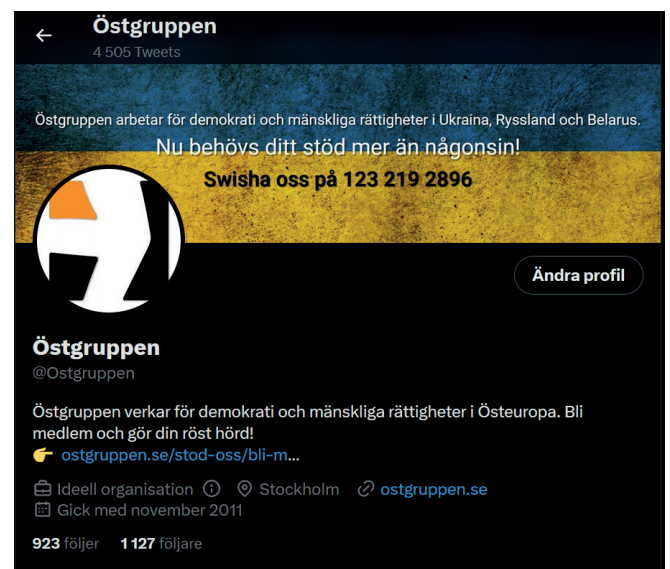 Östgruppen
4 505 Tweets
Östgruppen arbetar för demokrati och mänskliga rättigheter i Ukraina, Ryssland och Belarus.
Nu behövs ditt stöd mer än någonsin!
Swisha oss på 123 219 2896
Ändra profil
Östgruppen
@Ostgruppen
Östgruppen verkar för demokrati och mänskliga rättigheter i Östeuropa. Bli
medlem och gör din röst hörd!
👉 ostgruppen.se/stod-oss/bli-m...
Ideell organisation Stockholm ostgruppen.se
Gick med november 2011
923 följer 1 127 följare